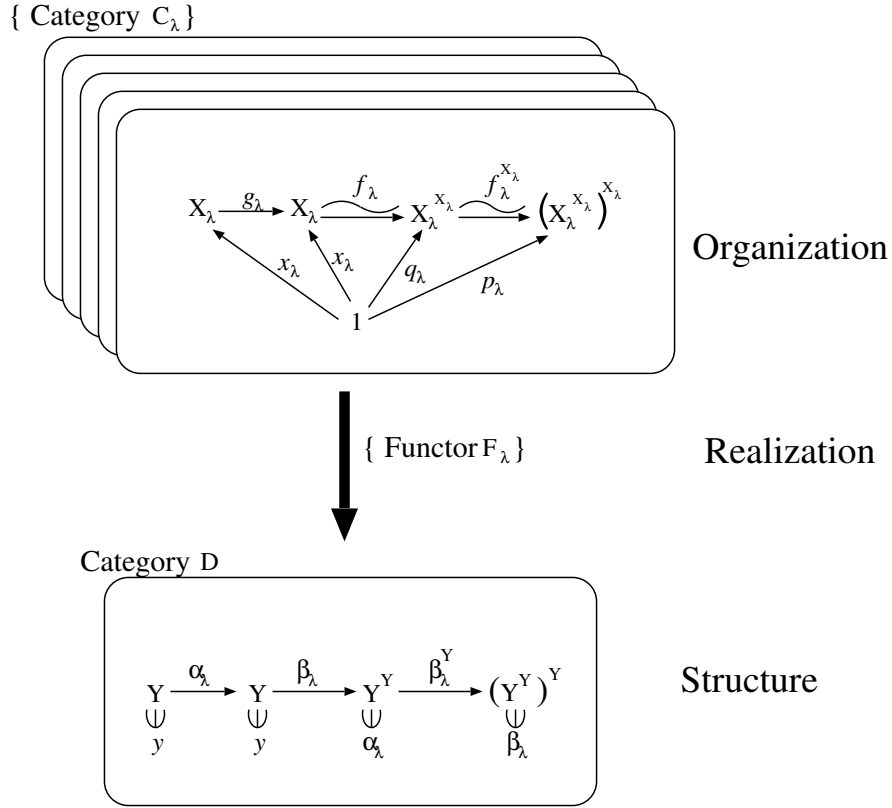 { Category C_λ }
g_λ f_λ f_λ^{X_λ}
X_λ X_λ X_λ^{X_λ} (X_λ^{X_λ})^{X_λ}
Organization
x_λ x_λ q_λ p_λ
1
{ Functor F_λ }
Realization
Category D
α_λ β_λ β_λ^Y
Y Y Y^Y (Y^Y)^Y
Structure
y y α_λ β_λ